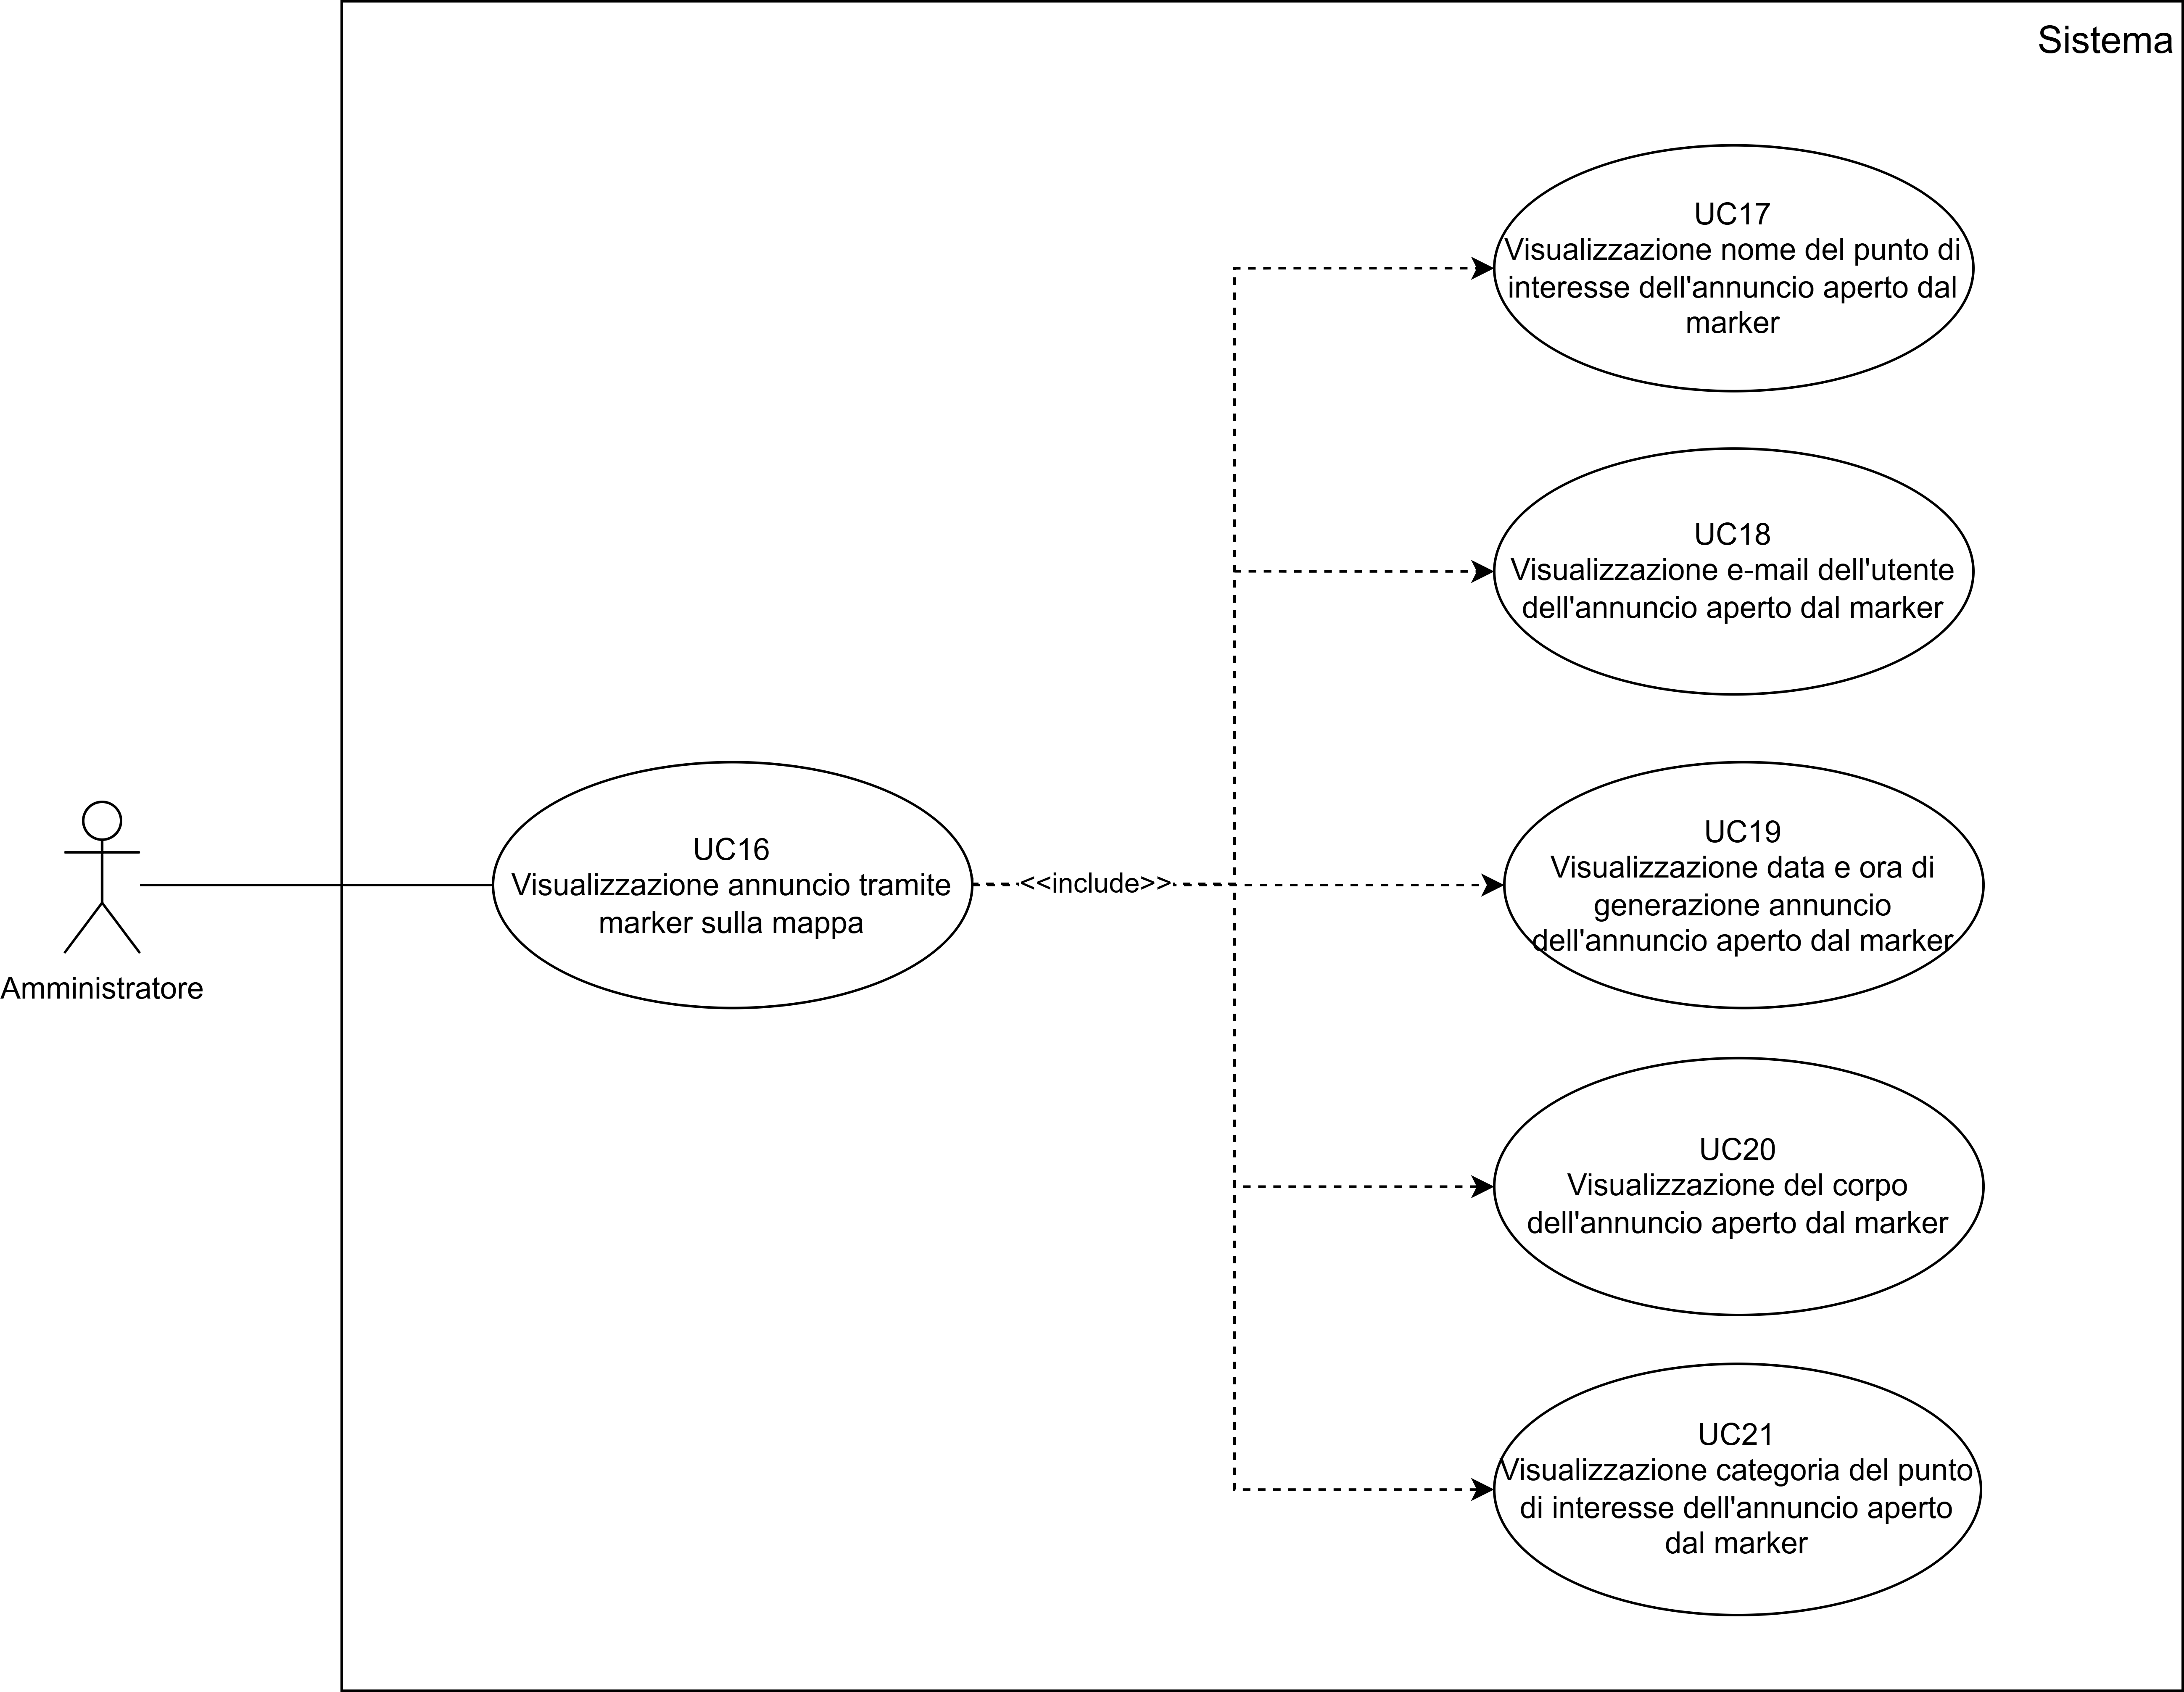 Sistema
UC17
Visualizzazione nome del punto di
interesse dell'annuncio aperto dal
marker
UC18
Visualizzazione e-mail dell'utente
dell'annuncio aperto dal marker
UC16
Visualizzazione annuncio tramite
marker sulla mappa
<<include>>
UC19
Visualizzazione data e ora di
generazione annuncio
dell'annuncio aperto dal marker
Amministratore
UC20
Visualizzazione del corpo
dell'annuncio aperto dal marker
UC21
Visualizzazione categoria del punto
di interesse dell'annuncio aperto
dal marker